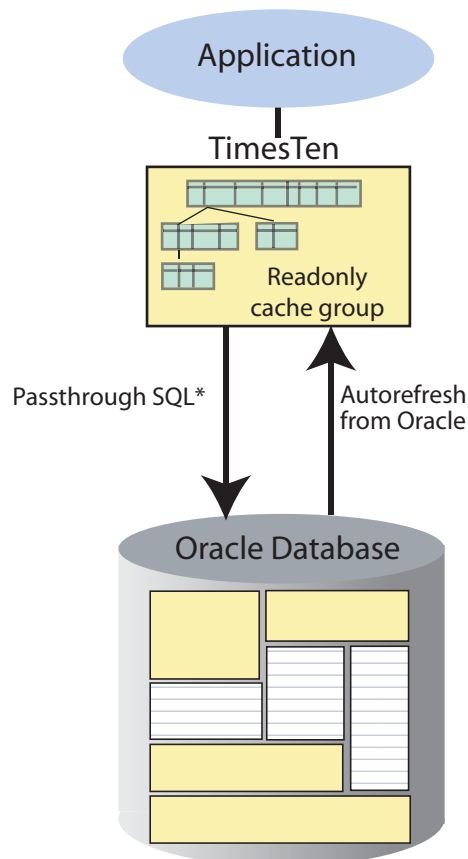 Application
TimesTen
Readonly
cache group
Passthrough SQL*
Autorefresh
from Oracle
Oracle Database